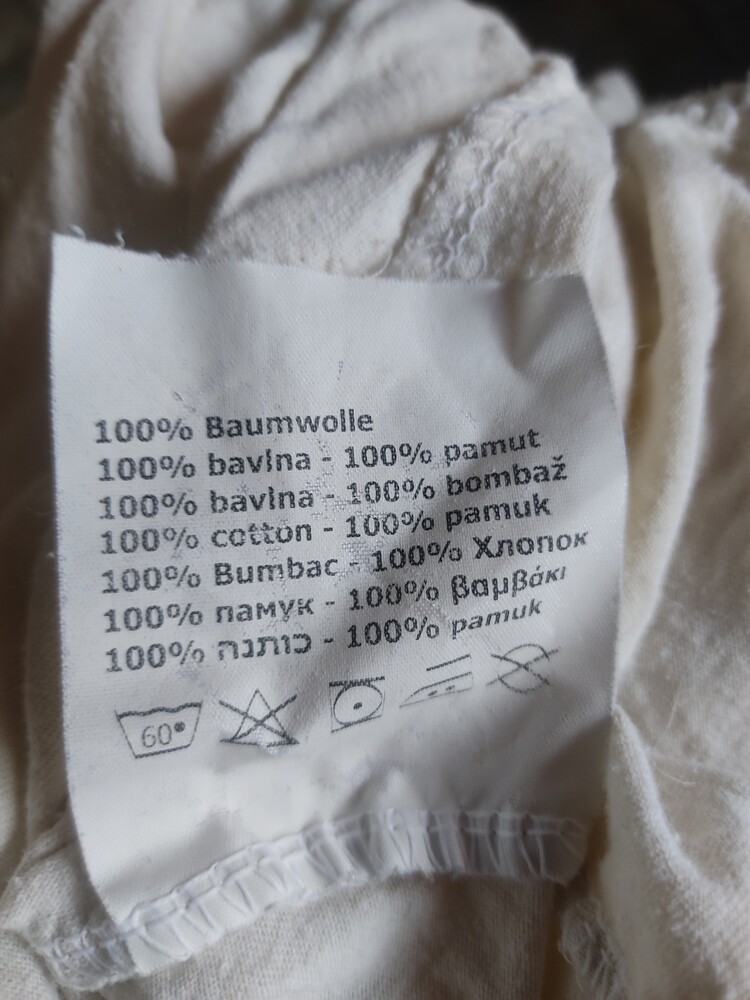 100% Baumwolle
100% bavlna - 100% pamut
100% bavlna - 100% bombaž
100% cotton - 100% pamuk
100% Bumbac - 100% Хлопок
100% памук - 100% βαμβάκι
100% כותנה - 100% pamuk
60°